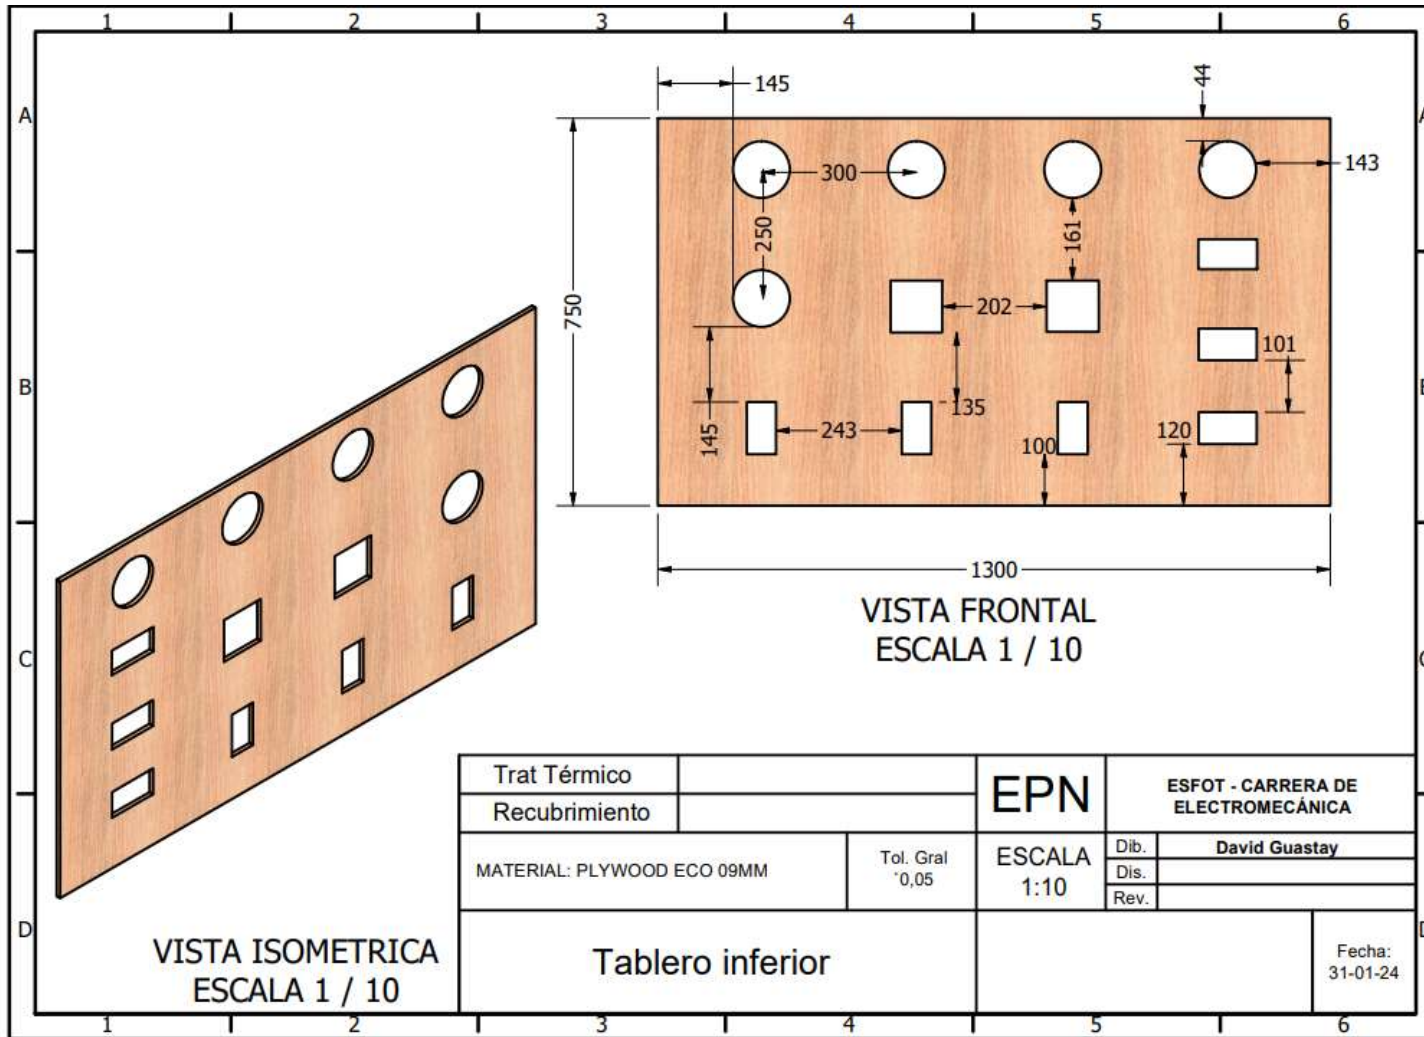 1 2 3 4 5 6
A
A
B
C
D
145
44
300
143
250
161
750
202
101
135
145
243
100
120
1300
VISTA FRONTAL
ESCALA 1 / 10
VISTA ISOMETRICA
ESCALA 1 / 10
Trat Térmico
Recubrimiento
EPN
ESFOT - CARRERA DE
ELECTROMECÁNICA
MATERIAL: PLYWOOD ECO 09MM
Tol. Gral
˚0,05
ESCALA
1:10
Dib. David Guastay
Dis.
Rev.
Tablero inferior
Fecha:
31-01-24
1 2 3 4 5 6